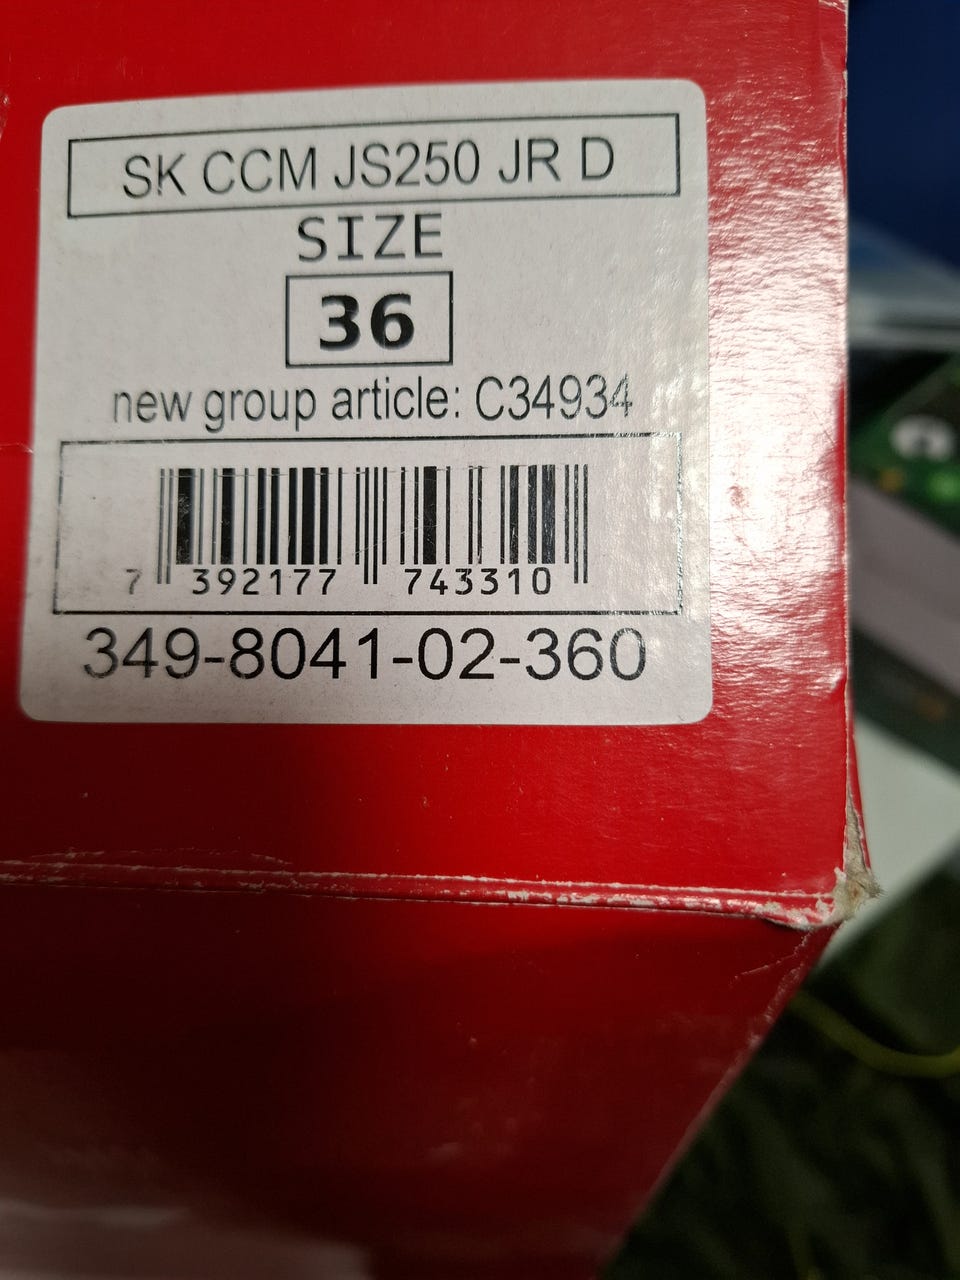 SK CCM JS250 JR D
SIZE
36
new group article: C34934
7 392177 743310
349-8041-02-360